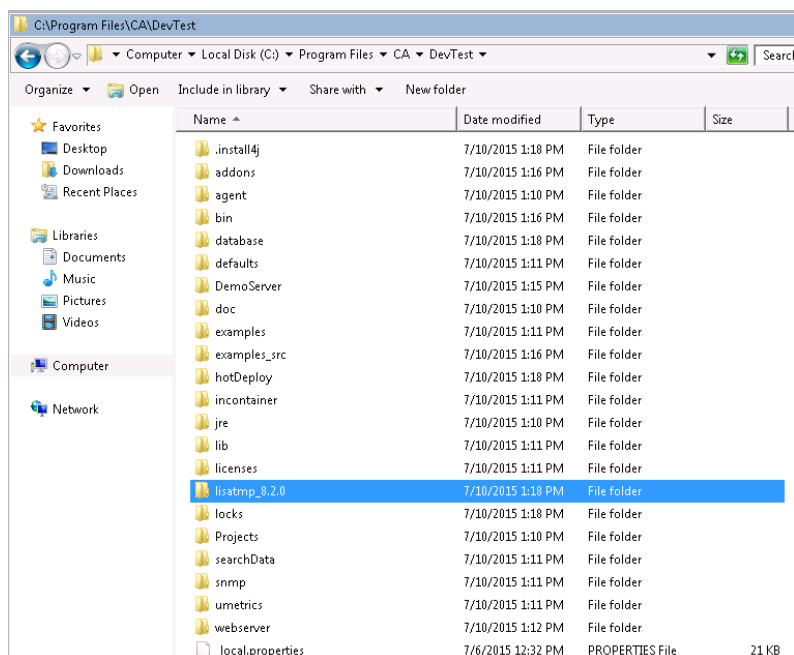 C:\Program Files\CA\DevTest
Computer Local Disk (C:) Program Files CA DevTest
Organize Open Include in library Share with New folder
Name Date modified Type Size
Favorites
Desktop
Downloads
Recent Places
Libraries
Documents
Music
Pictures
Videos
Computer
Network
.install4j 7/10/2015 1:18 PM File folder
addons 7/10/2015 1:16 PM File folder
agent 7/10/2015 1:10 PM File folder
bin 7/10/2015 1:16 PM File folder
database 7/10/2015 1:18 PM File folder
defaults 7/10/2015 1:11 PM File folder
DemoServer 7/10/2015 1:15 PM File folder
doc 7/10/2015 1:10 PM File folder
examples 7/10/2015 1:11 PM File folder
examples_src 7/10/2015 1:16 PM File folder
hotDeploy 7/10/2015 1:18 PM File folder
incontainer 7/10/2015 1:11 PM File folder
jre 7/10/2015 1:10 PM File folder
lib 7/10/2015 1:11 PM File folder
licenses 7/10/2015 1:11 PM File folder
lisatmp_8.2.0 7/10/2015 1:18 PM File folder
locks 7/10/2015 1:18 PM File folder
Projects 7/10/2015 1:10 PM File folder
searchData 7/10/2015 1:11 PM File folder
snmp 7/10/2015 1:11 PM File folder
umetrics 7/10/2015 1:11 PM File folder
webserver 7/10/2015 1:12 PM File folder
local.properties 7/6/2015 12:32 PM PROPERTIES File 21 KB